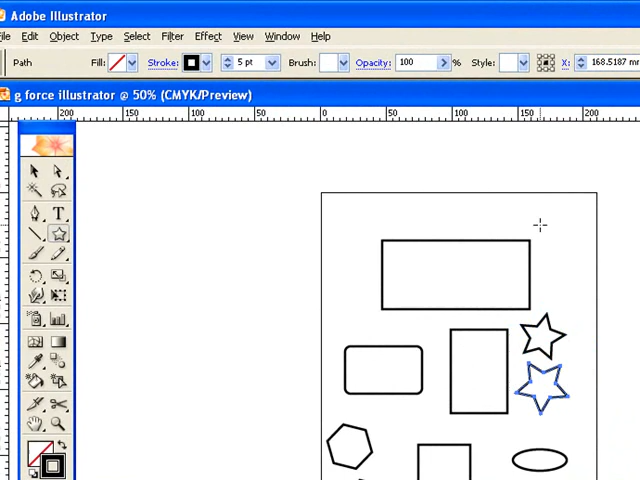 Adobe Illustrator
File Edit Object Type Select Filter Effect View Window Help
Path Fill: Stroke: 5 pt Brush: Opacity: 100 % Style: X: 168.5187 mm
g force illustrator @ 50% (CMYK/Preview)
200 150 100 50 0 50 100 150 200
T